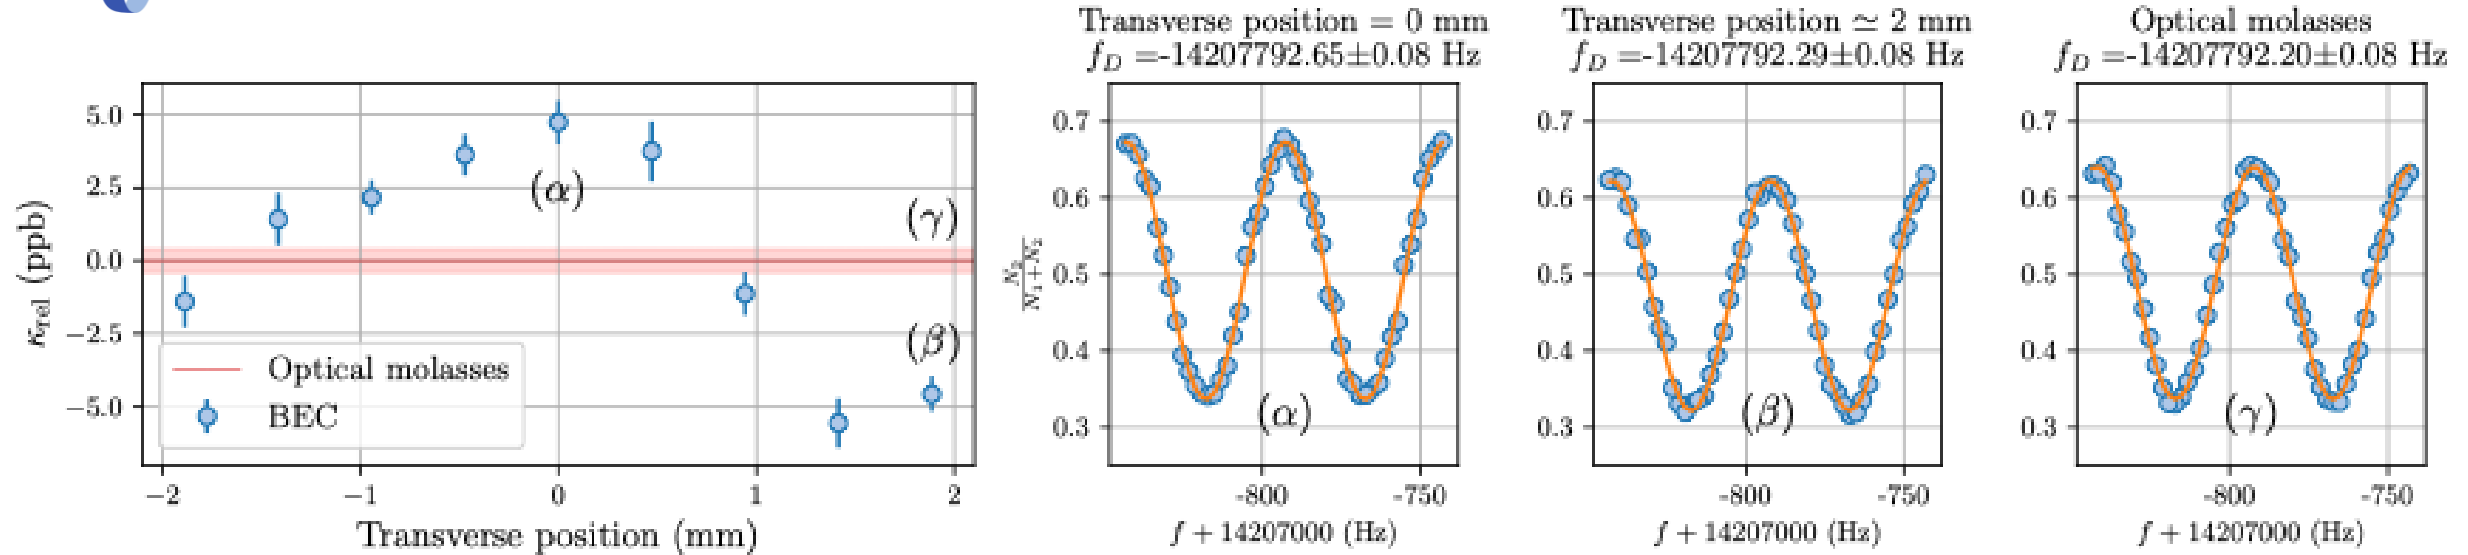 Transverse position = 0 mm
f_D =-14207792.65±0.08 Hz
Transverse position ≃ 2 mm
f_D =-14207792.29±0.08 Hz
Optical molasses
f_D =-14207792.20±0.08 Hz
κrel (ppb)
5.0
2.5
0.0
−2.5
−5.0
(α)
(γ)
(β)
Optical molasses
BEC
−2
−1
0
1
2
Transverse position (mm)
N₂/(N₁+N₂)
0.7
0.6
0.5
0.4
0.3
(α)
-800
-750
f + 14207000 (Hz)
0.7
0.6
0.5
0.4
0.3
(β)
-800
-750
f + 14207000 (Hz)
0.7
0.6
0.5
0.4
0.3
(γ)
-800
-750
f + 14207000 (Hz)